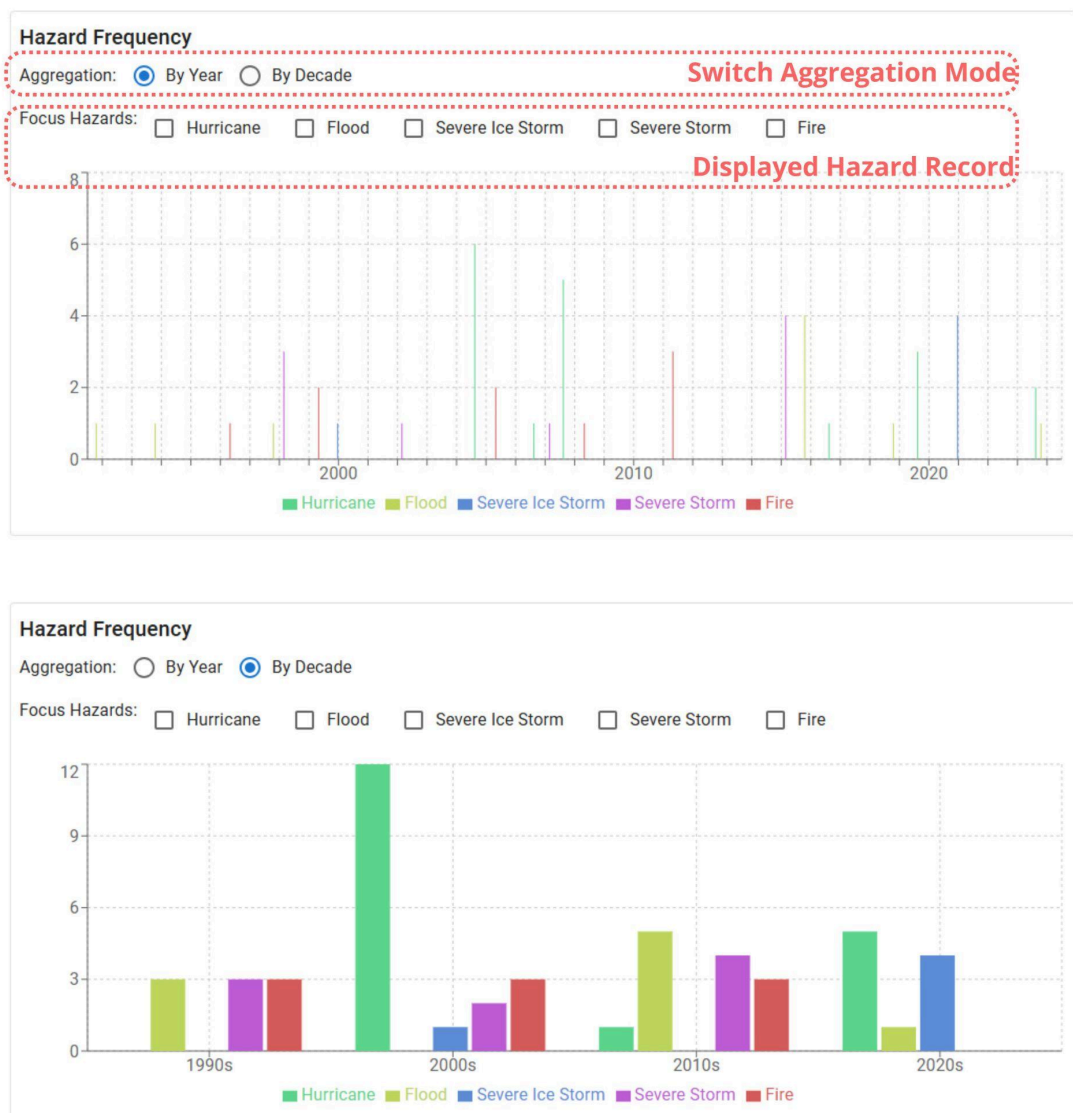 Hazard Frequency
Aggregation: By Year By Decade
Switch Aggregation Mode
Focus Hazards: Hurricane Flood Severe Ice Storm Severe Storm Fire
Displayed Hazard Record
8
6
4
2
0
2000 2010 2020
Hurricane Flood Severe Ice Storm Severe Storm Fire
Hazard Frequency
Aggregation: By Year By Decade
Focus Hazards: Hurricane Flood Severe Ice Storm Severe Storm Fire
12
9
6
3
0
1990s 2000s 2010s 2020s
Hurricane Flood Severe Ice Storm Severe Storm Fire